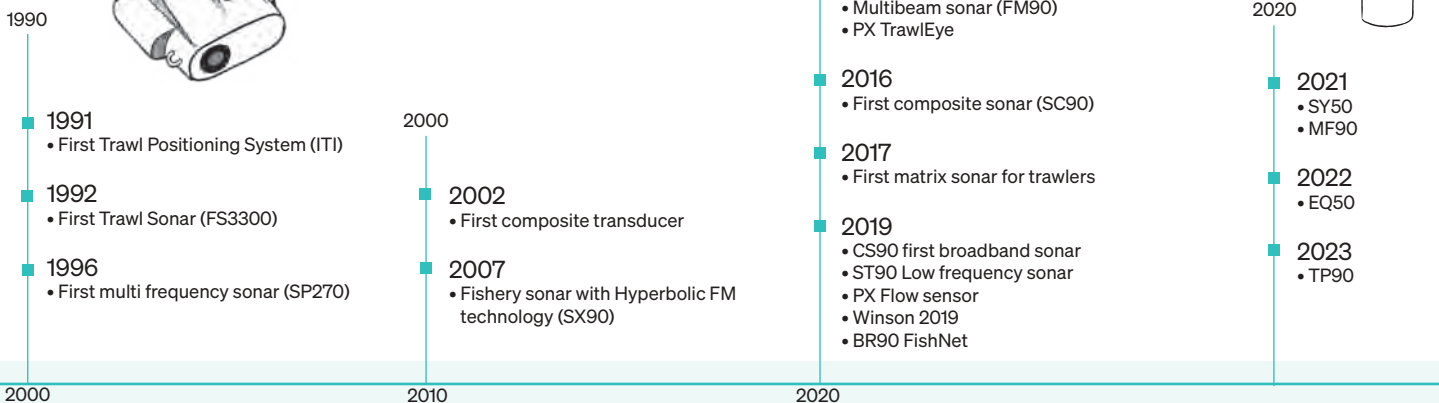 1990
1991
• First Trawl Positioning System (ITI)
1992
• First Trawl Sonar (FS3300)
1996
• First multi frequency sonar (SP270)
2000
2000
2002
• First composite transducer
2007
• Fishery sonar with Hyperbolic FM
technology (SX90)
2010
• Multibeam sonar (FM90)
• PX TrawlEye
2016
• First composite sonar (SC90)
2017
• First matrix sonar for trawlers
2019
• CS90 first broadband sonar
• ST90 Low frequency sonar
• PX Flow sensor
• Winson 2019
• BR90 FishNet
2020
2020
2021
• SY50
• MF90
2022
• EQ50
2023
• TP90